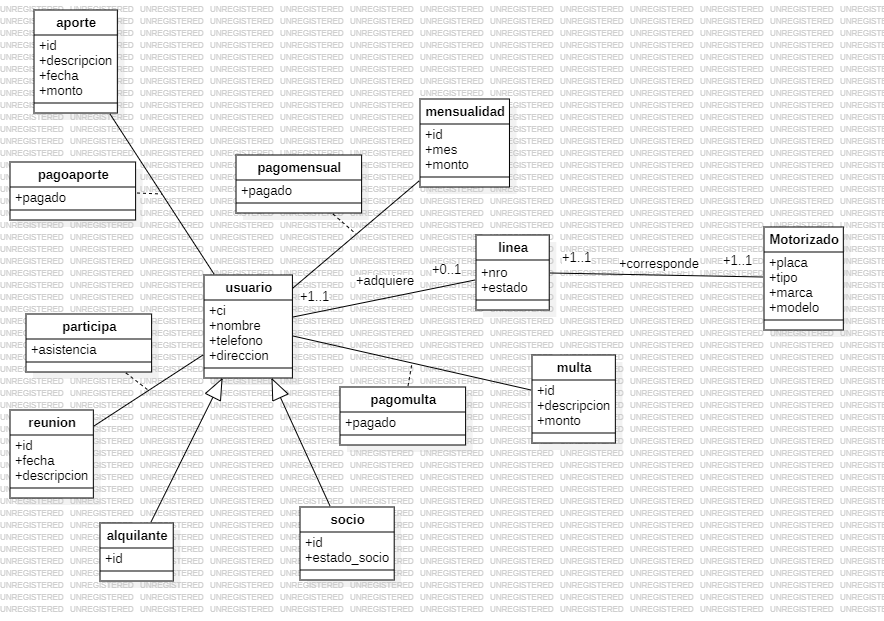 aporte
+id
+descripcion
+fecha
+monto
mensualidad
+id
+mes
+monto
pagoaporte
+pagado
pagomensual
+pagado
linea
+nro
+estado
Motorizado
+placa
+tipo
+marca
+modelo
+1..1
+corresponde
+1..1
+adquiere
+0..1
+1..1
usuario
+ci
+nombre
+telefono
+direccion
participa
+asistencia
multa
+id
+descripcion
+monto
pagomulta
+pagado
reunion
+id
+fecha
+descripcion
alquilante
+id
socio
+id
+estado_socio
UNREGISTERED